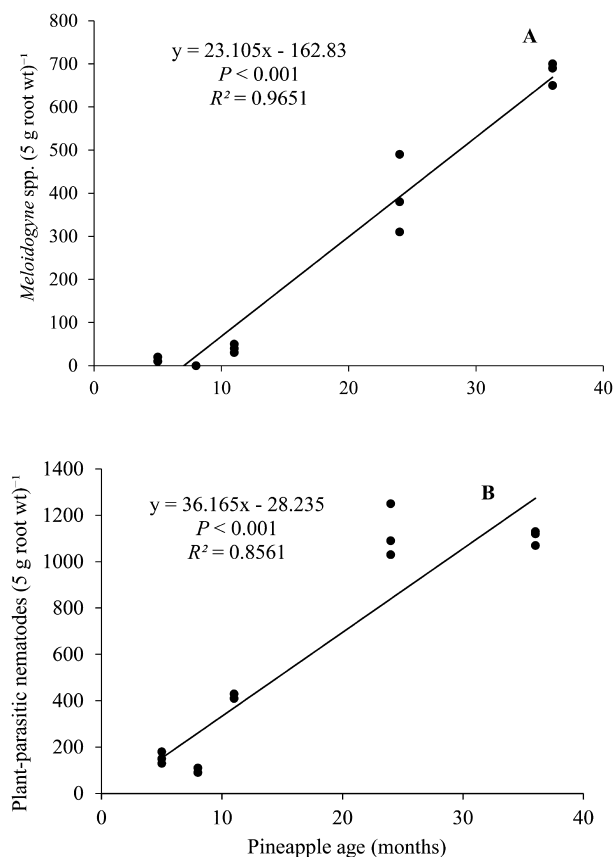 A
y = 23.105x - 162.83
P < 0.001
R² = 0.9651
Meloidogyne spp. (5 g root wt)⁻¹
800
700
600
500
400
300
200
100
0
0 10 20 30 40
B
y = 36.165x - 28.235
P < 0.001
R² = 0.8561
Plant-parasitic nematodes (5 g root wt)⁻¹
1400
1200
1000
800
600
400
200
0
0 10 20 30 40
Pineapple age (months)